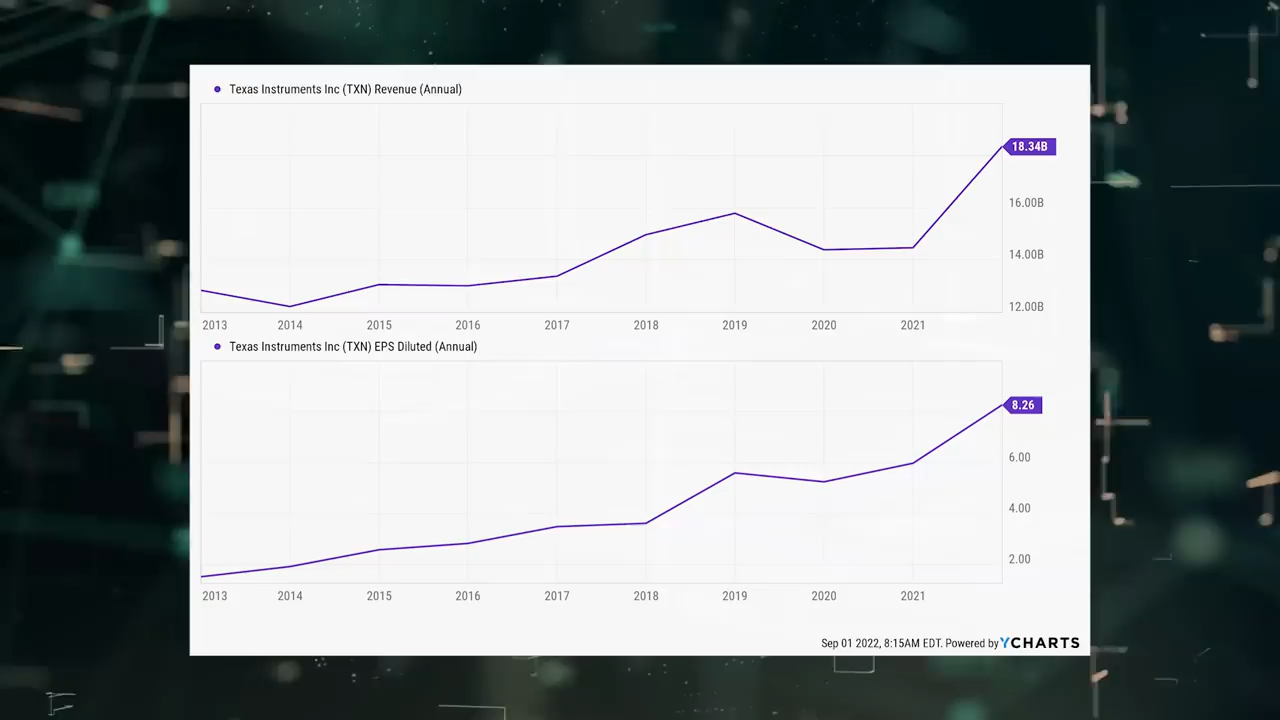 Texas Instruments Inc (TXN) Revenue (Annual)
18.34B
16.00B
14.00B
12.00B
2013 2014 2015 2016 2017 2018 2019 2020 2021
Texas Instruments Inc (TXN) EPS Diluted (Annual)
8.26
6.00
4.00
2.00
2013 2014 2015 2016 2017 2018 2019 2020 2021
Sep 01 2022, 8:15AM EDT. Powered by YCHARTS